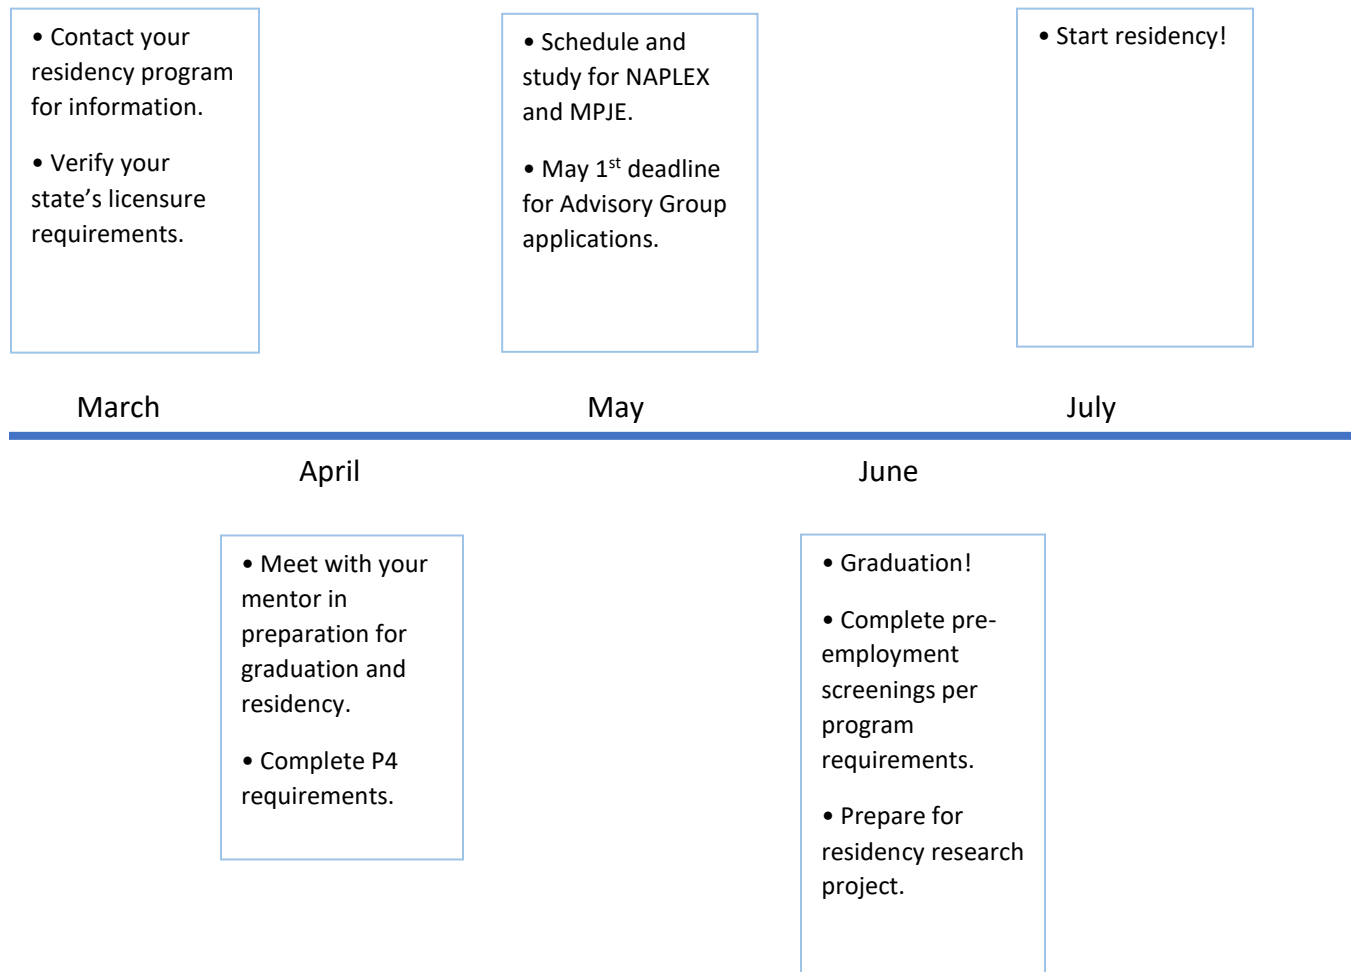 • Contact your
residency program
for information.
• Verify your
state’s licensure
requirements.
• Schedule and
study for NAPLEX
and MPJE.
• May 1st deadline
for Advisory Group
applications.
• Start residency!
March
May
July
April
June
• Meet with your
mentor in
preparation for
graduation and
residency.
• Complete P4
requirements.
• Graduation!
• Complete pre-
employment
screenings per
program
requirements.
• Prepare for
residency research
project.